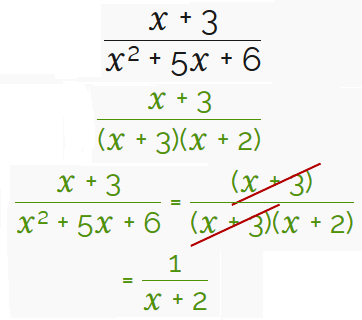 x + 3
x² + 5x + 6
x + 3
(x + 3)(x + 2)
x + 3 = (x + 3)
x² + 5x + 6 (x + 3)(x + 2)
= 1
x + 2